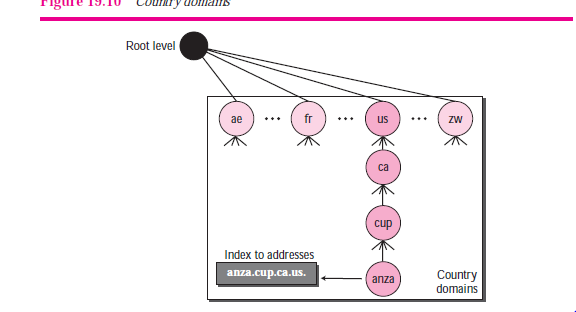 Figure 19.10 Country domains
Root level
ae ... fr ... us ... zw
ca
cup
Index to addresses
anza.cup.ca.us.
anza
Country
domains